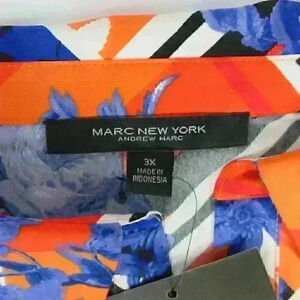 MARC NEW YORK
ANDREW MARC
3X
MADE IN
INDONESIA